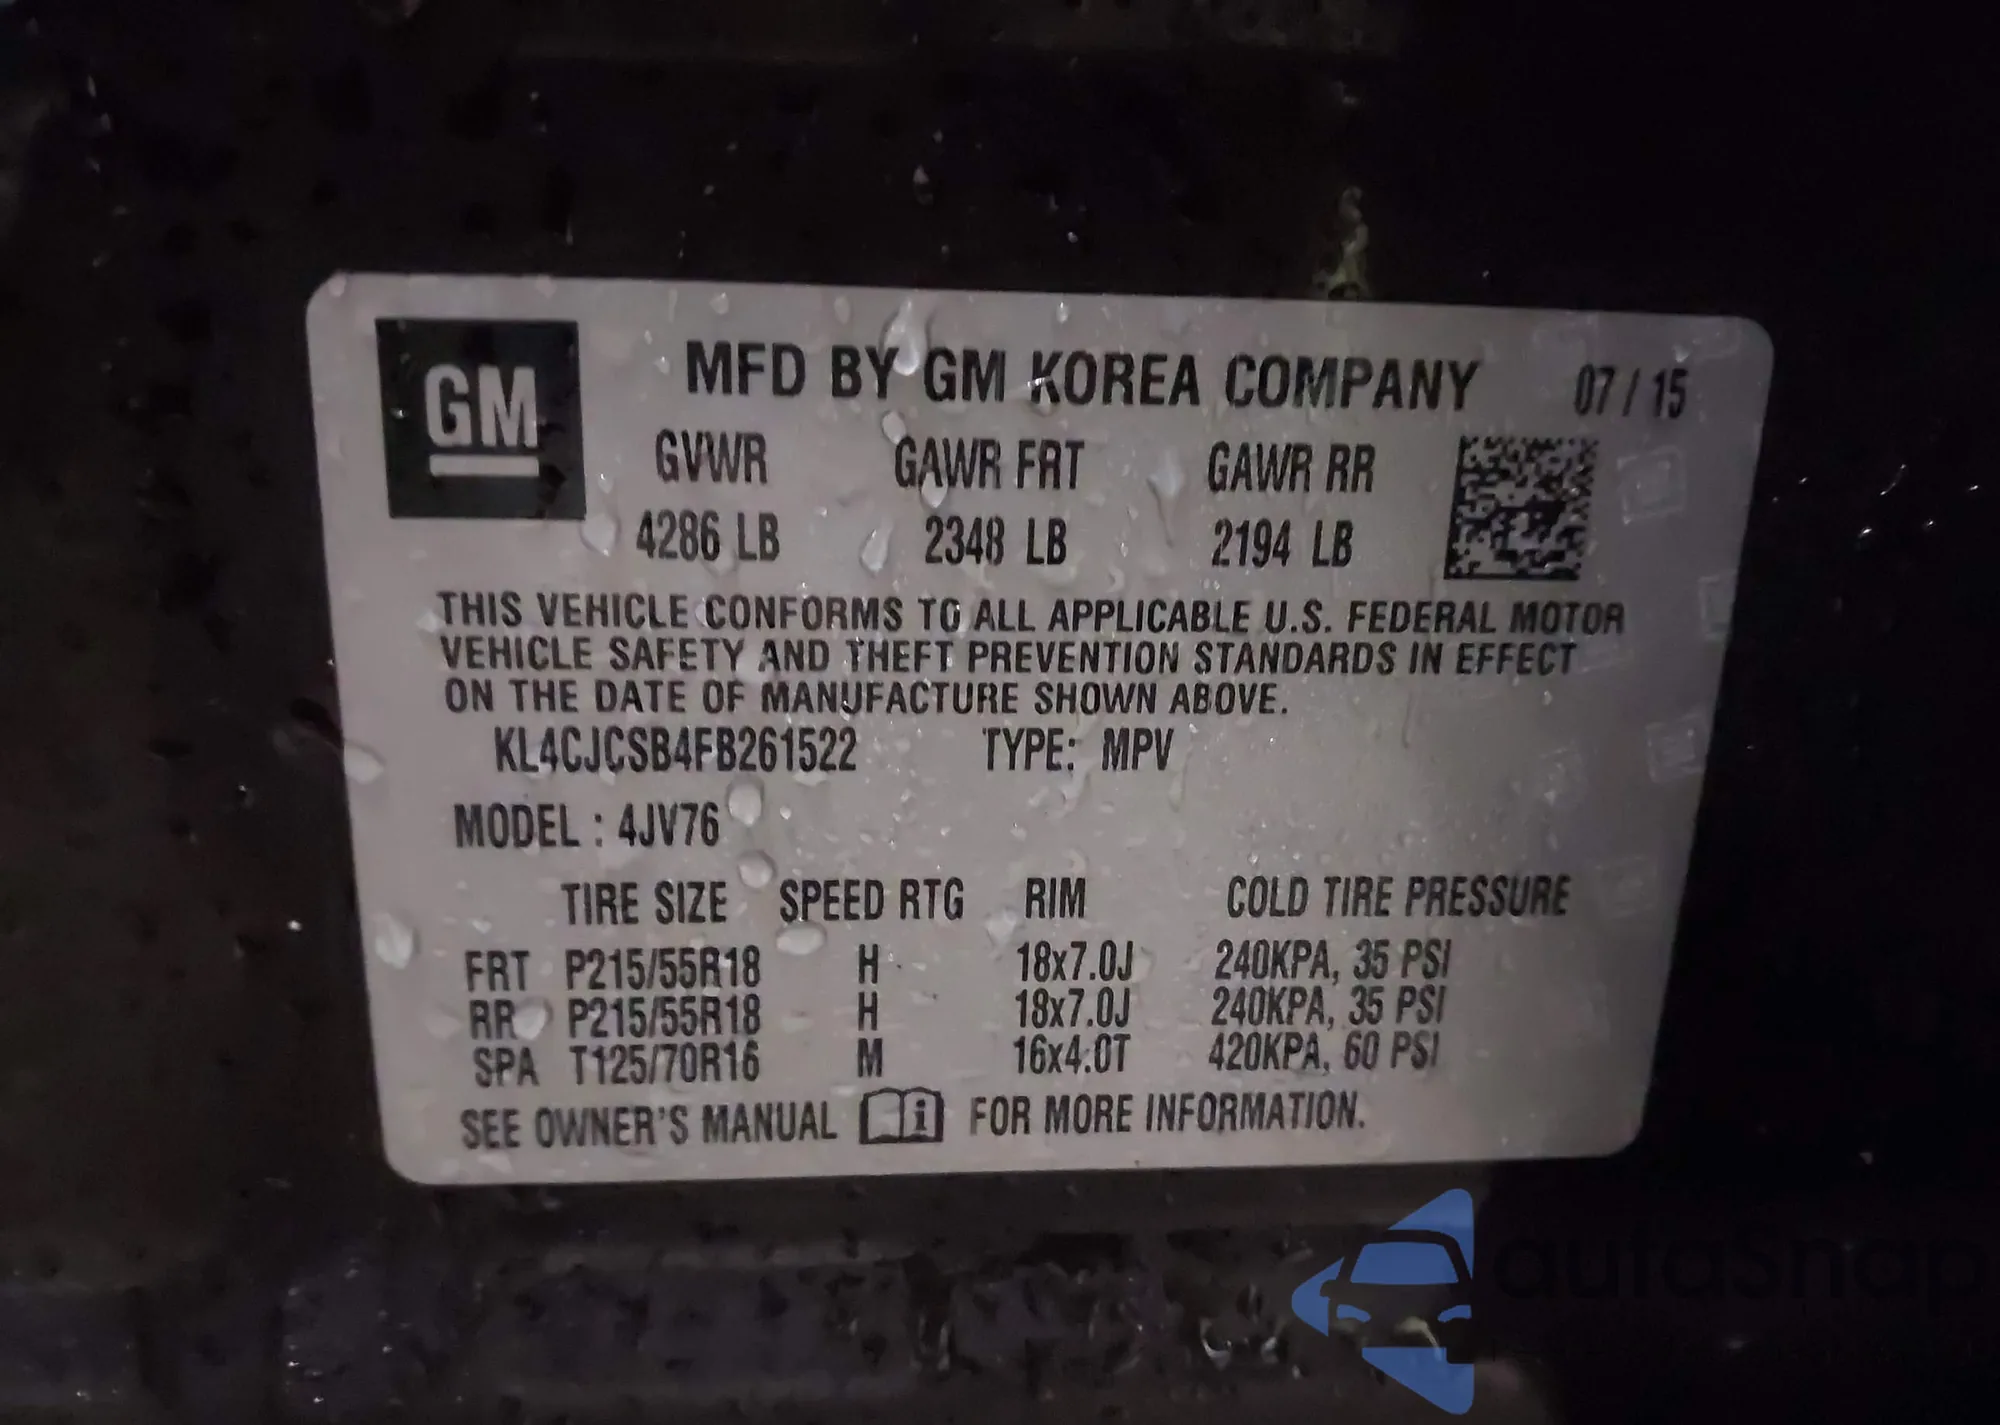 GM
MFD BY GM KOREA COMPANY 07 / 15
GVWR GAWR FRT GAWR RR
4286 LB 2348 LB 2194 LB
THIS VEHICLE CONFORMS TO ALL APPLICABLE U.S. FEDERAL MOTOR
VEHICLE SAFETY AND THEFT PREVENTION STANDARDS IN EFFECT
ON THE DATE OF MANUFACTURE SHOWN ABOVE.
KL4CJCSB4FB261522 TYPE: MPV
MODEL : 4JV76
TIRE SIZE SPEED RTG RIM COLD TIRE PRESSURE
FRT P215/55R18 H 18x7.0J 240KPA, 35 PSI
RR P215/55R18 H 18x7.0J 240KPA, 35 PSI
SPA T125/70R16 M 16x4.0T 420KPA, 60 PSI
SEE OWNER'S MANUAL i FOR MORE INFORMATION.
autasnap